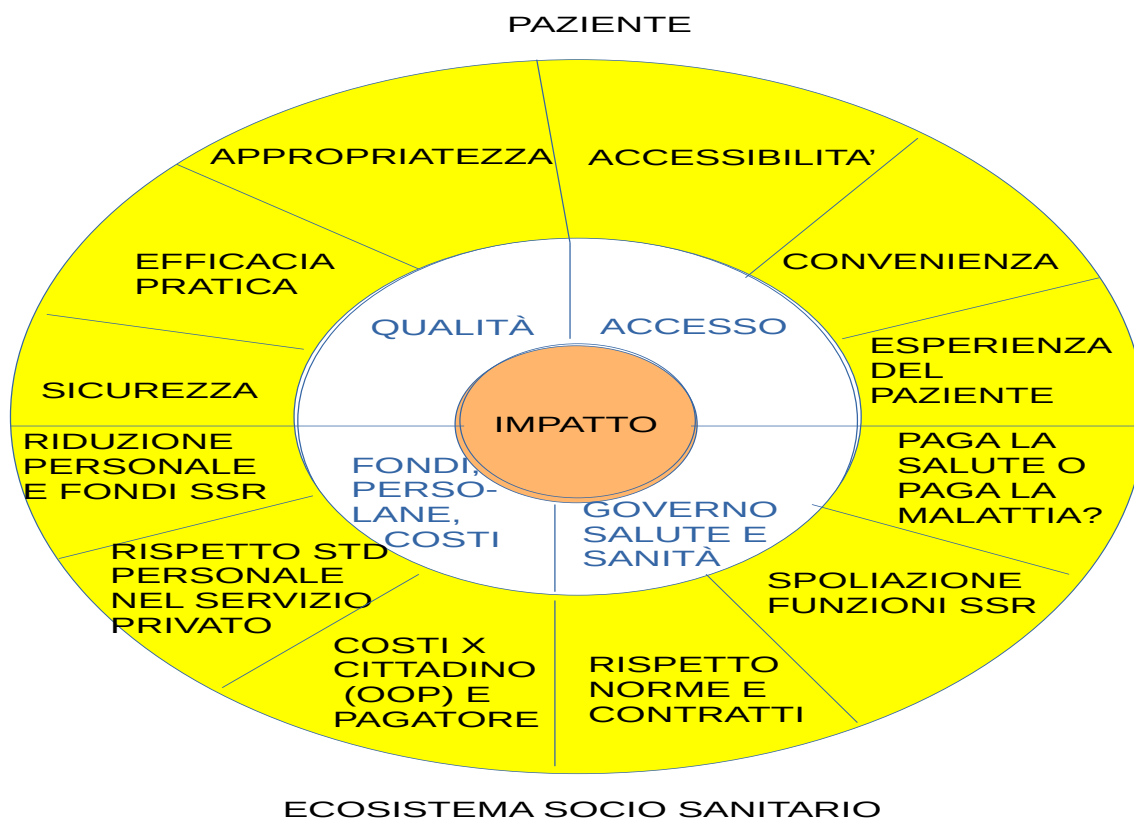 PAZIENTE
APPROPRIATEZZA
ACCESSIBILITA’
EFFICACIA
PRATICA
CONVENIENZA
QUALITÀ
ACCESSO
ESPERIENZA
DEL
PAZIENTE
SICUREZZA
IMPATTO
RIDUZIONE
PERSONALE
E FONDI SSR
FONDI,
PERSO-
LANE,
COSTI
GOVERNO
SALUTE E
SANITÀ
PAGA LA
SALUTE O
PAGA LA
MALATTIA?
RISPETTO STD
PERSONALE
NEL SERVIZIO
PRIVATO
SPOLIAZIONE
FUNZIONI SSR
COSTI X
CITTADINO
(OOP) E
PAGATORE
RISPETTO
NORME E
CONTRATTI
ECOSISTEMA SOCIO SANITARIO